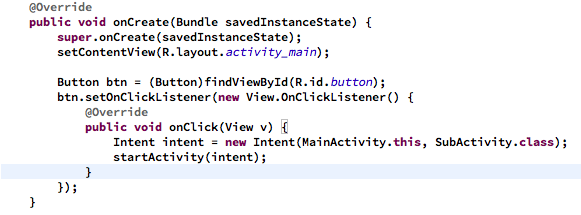 @Override
public void onCreate(Bundle savedInstanceState) {
super.onCreate(savedInstanceState);
setContentView(R.layout.activity_main);
Button btn = (Button)findViewById(R.id.button);
btn.setOnClickListener(new View.OnClickListener() {
@Override
public void onClick(View v) {
Intent intent = new Intent(MainActivity.this, SubActivity.class);
startActivity(intent);
}
});
}